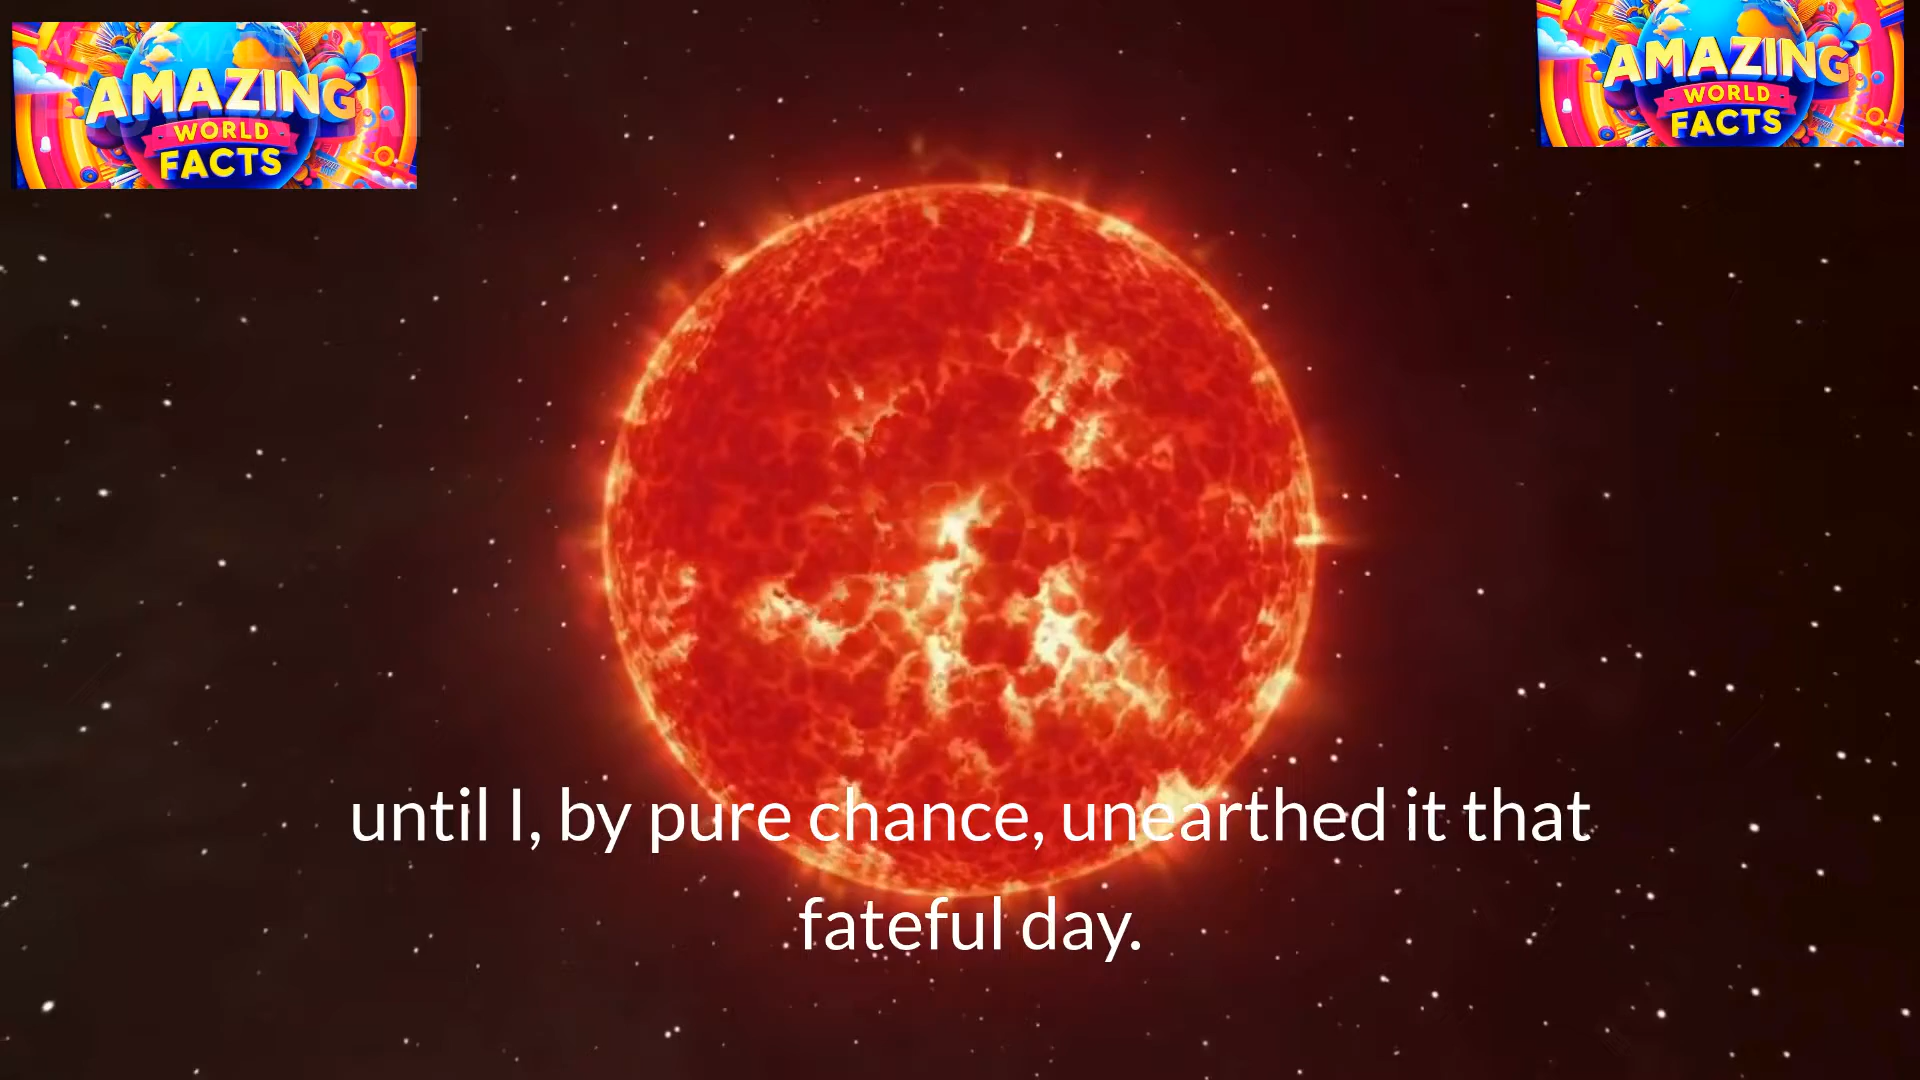 AMAZING
WORLD
FACTS
AMAZING
WORLD
FACTS
until I, by pure chance, unearthed it that
fateful day.